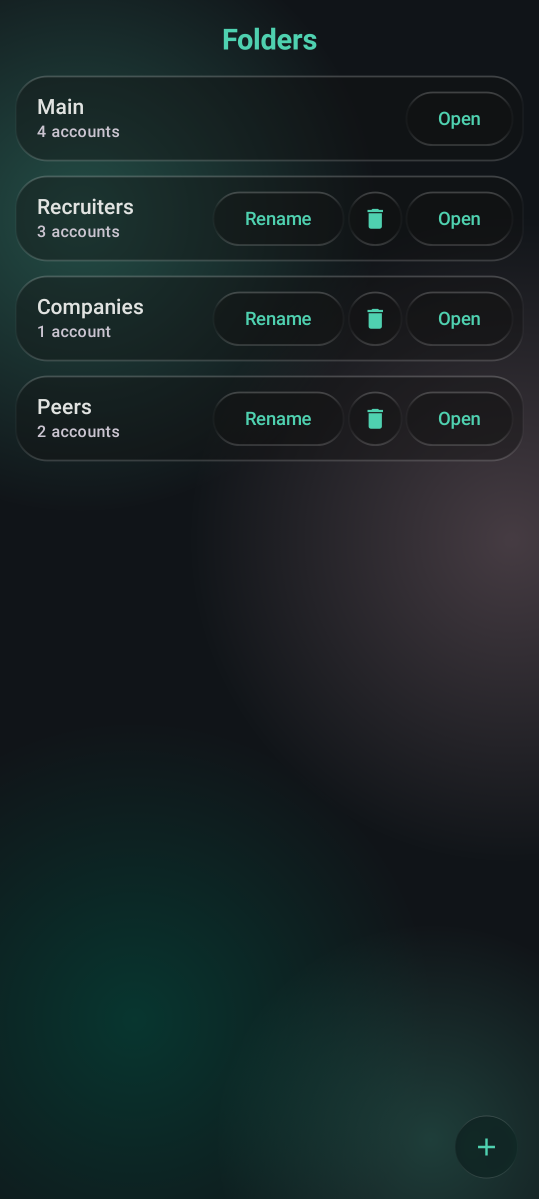 Folders
Main
4 accounts
Open
Recruiters
3 accounts
Rename
Open
Companies
1 account
Rename
Open
Peers
2 accounts
Rename
Open
+